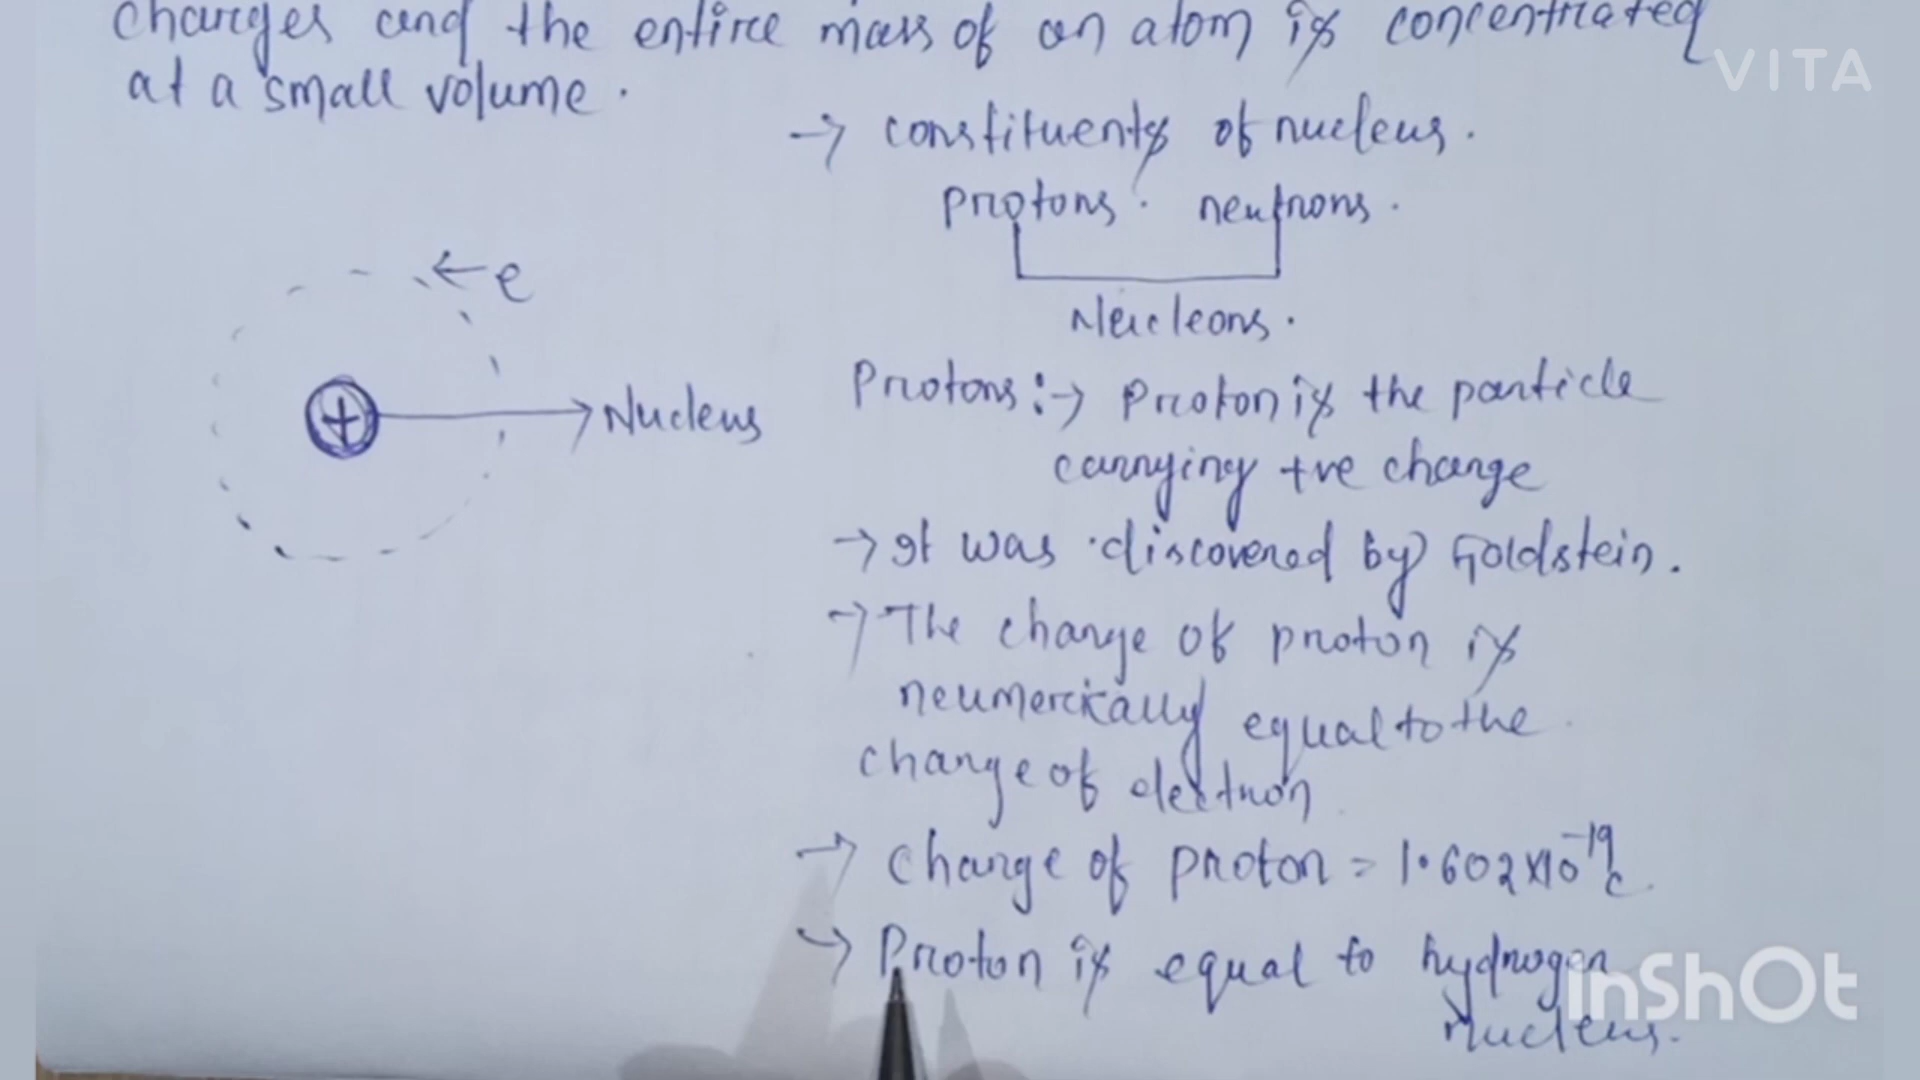 charges and the entire mass of an atom is concentrated
at a small volume.
VITA
→ constituents of nucleus.
protons. neutrons.
Nucleons.
← e
+ → Nucleus
Protons :→ Proton is the particle
carrying +ve charge
→ It was discovered by Goldstein.
→ The charge of proton is
neumerically equal to the
charge of electron
→ charge of proton = 1.602×10⁻¹⁹c.
→ Proton is equal to hydrogen
nucleus.
InShOt